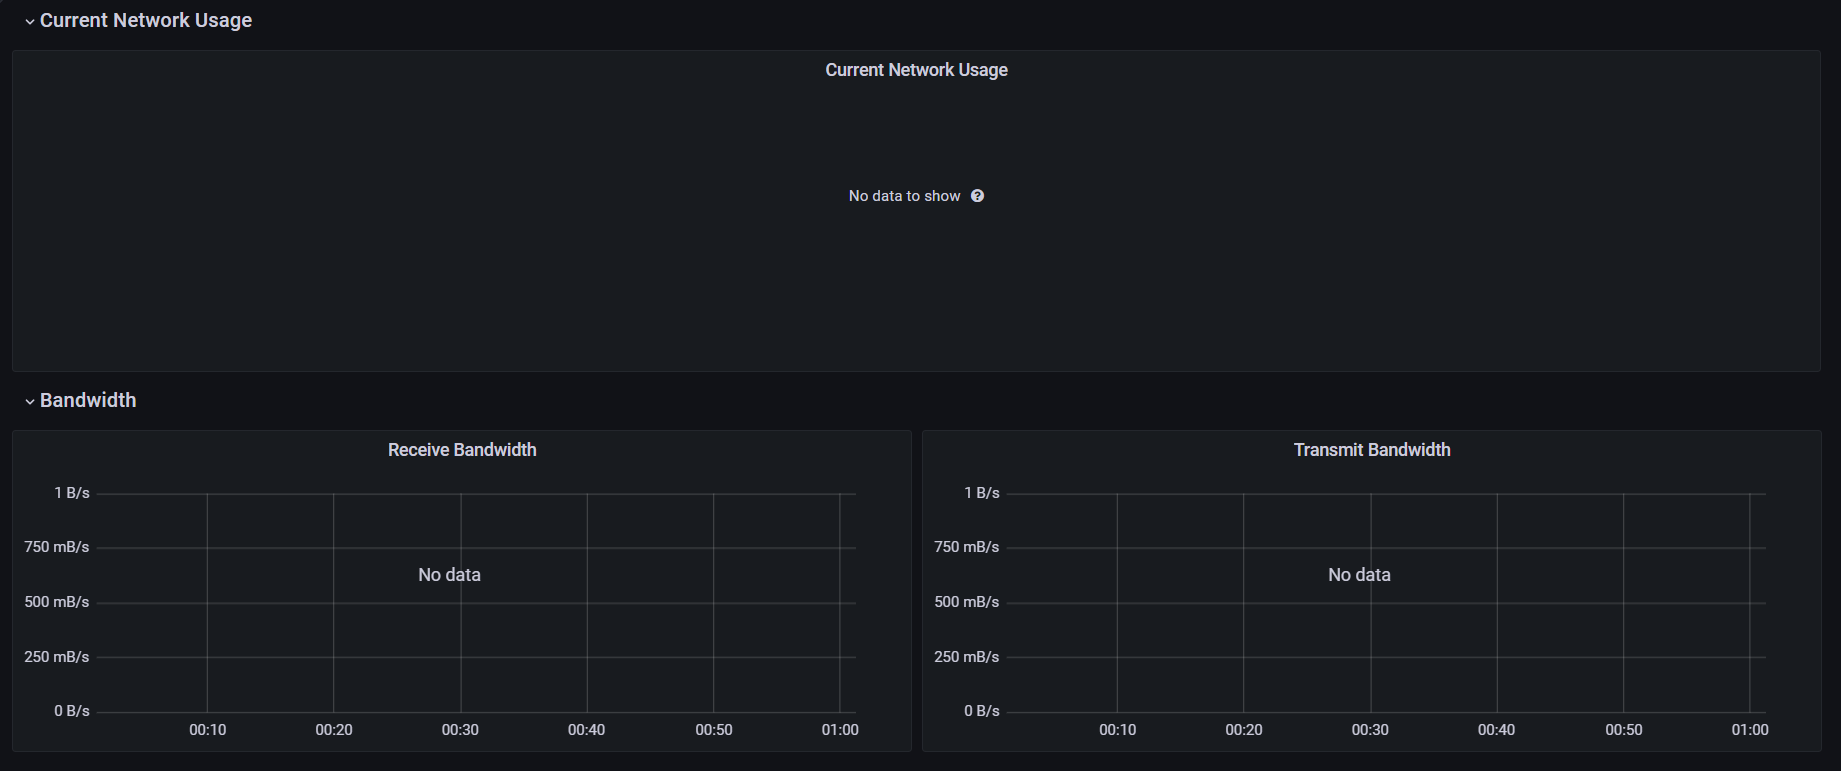 Current Network Usage
Current Network Usage
No data to show
Bandwidth
Receive Bandwidth
1 B/s
750 mB/s
No data
500 mB/s
250 mB/s
0 B/s
00:10 00:20 00:30 00:40 00:50 01:00
Transmit Bandwidth
1 B/s
750 mB/s
No data
500 mB/s
250 mB/s
0 B/s
00:10 00:20 00:30 00:40 00:50 01:00